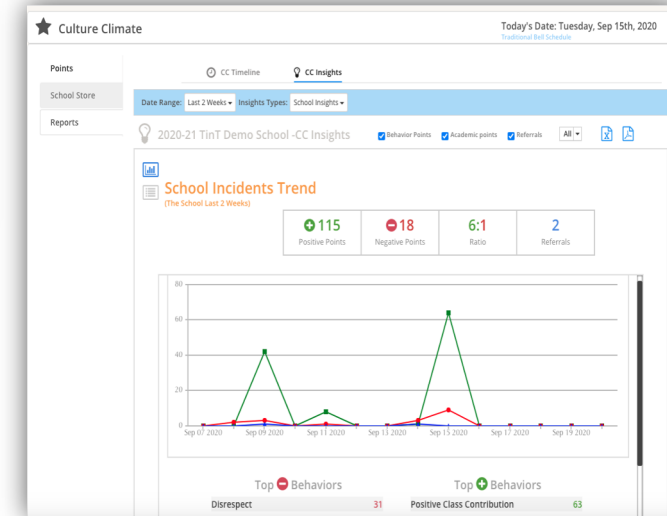 Culture Climate
Today's Date: Tuesday, Sep 15th, 2020
Traditional Bell Schedule
Points
School Store
Reports
CC Timeline
CC Insights
Date Range: Last 2 Weeks Insights Types: School Insights
2020-21 TinT Demo School -CC Insights
Behavior Points
Academic points
Referrals
All
School Incidents Trend
(The School Last 2 Weeks)
115
Positive Points
18
Negative Points
6:1
Ratio
2
Referrals
80
60
40
20
0
Sep 07 2020 Sep 09 2020 Sep 11 2020 Sep 13 2020 Sep 15 2020 Sep 17 2020 Sep 19 2020
Top Behaviors
Disrespect 31
Top Behaviors
Positive Class Contribution 63